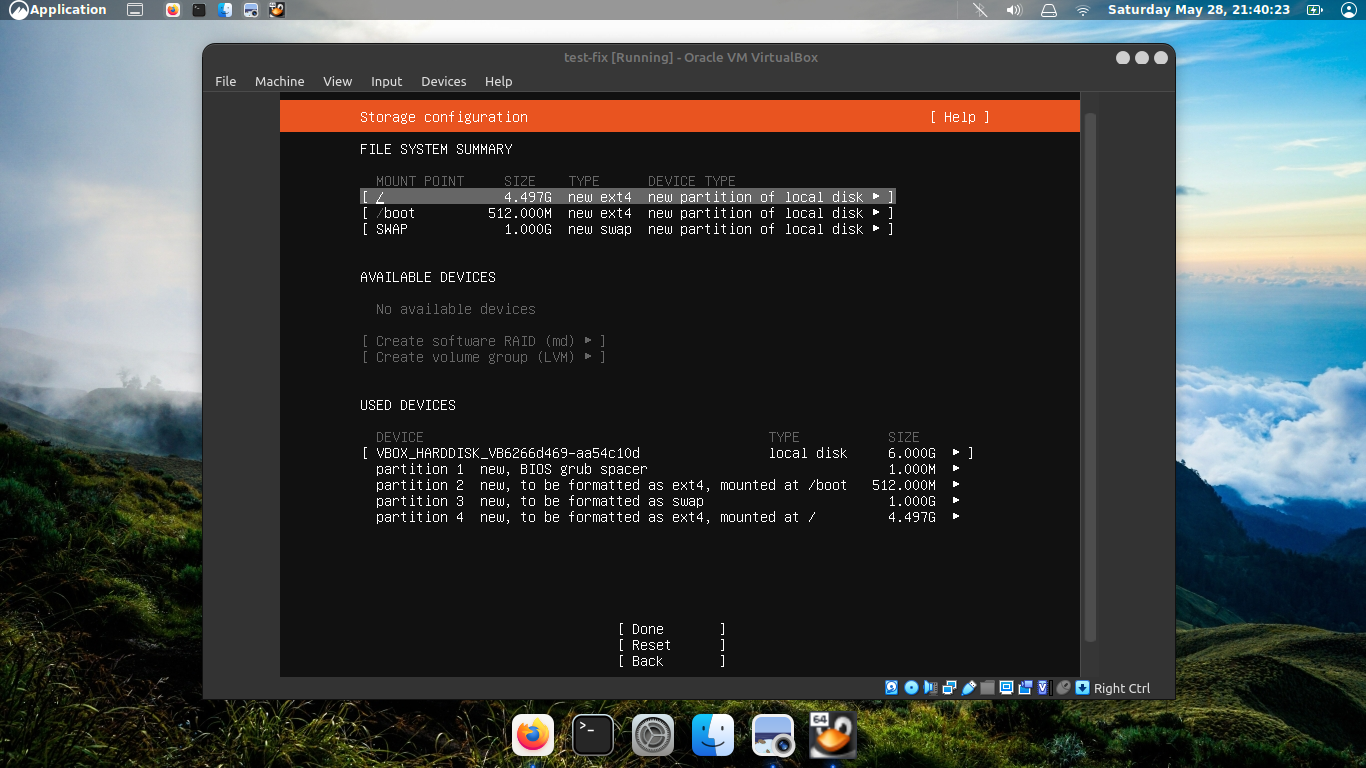 Application
Saturday May 28, 21:40:23
test-fix [Running] - Oracle VM VirtualBox
File Machine View Input Devices Help
Storage configuration [ Help ]
FILE SYSTEM SUMMARY
MOUNT POINT SIZE TYPE DEVICE TYPE
[ / 4.497G new ext4 new partition of local disk ▸ ]
[ /boot 512.000M new ext4 new partition of local disk ▸ ]
[ SWAP 1.000G new swap new partition of local disk ▸ ]
AVAILABLE DEVICES
No available devices
[ Create software RAID (md) ▸ ]
[ Create volume group (LVM) ▸ ]
USED DEVICES
DEVICE TYPE SIZE
[ VBOX_HARDDISK_VB6266d469-aa54c10d local disk 6.000G ▸ ]
partition 1 new, BIOS grub spacer 1.000M ▸
partition 2 new, to be formatted as ext4, mounted at /boot 512.000M ▸
partition 3 new, to be formatted as swap 1.000G ▸
partition 4 new, to be formatted as ext4, mounted at / 4.497G ▸
[ Done ]
[ Reset ]
[ Back ]
Right Ctrl
64